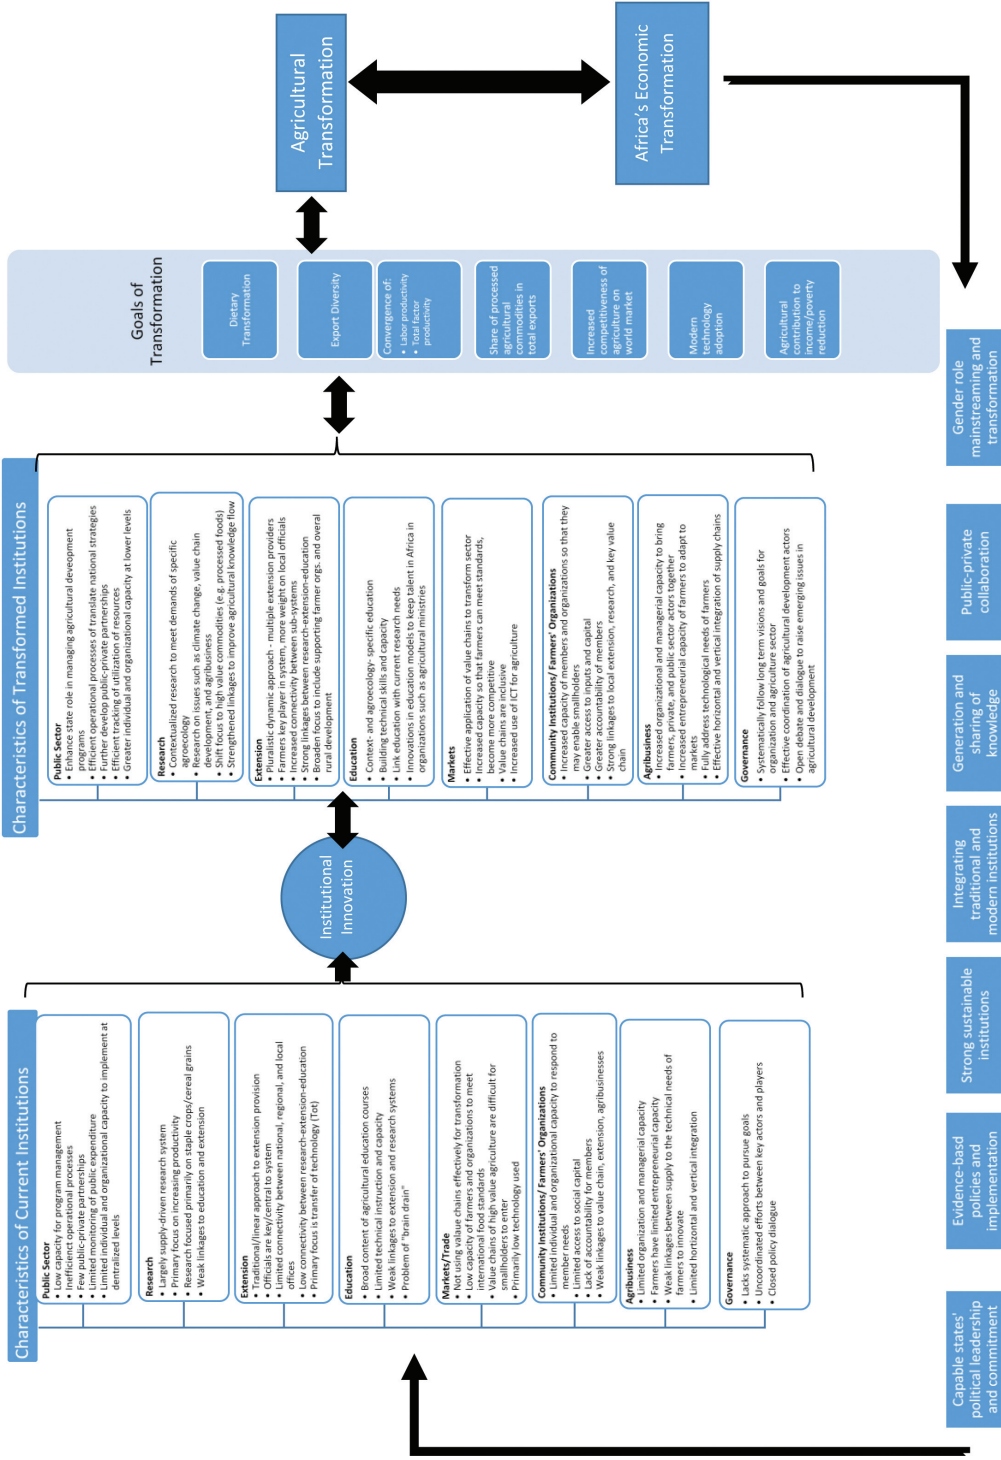 Characteristics of Current Institutions
Public Sector
• Low capacity for program management
• Inefficient operational processes
• Few public-private partnerships
• Limited monitoring of public expenditure
• Limited individual and organizational capacity to implement at
dentralized levels
Research
• Largely supply-driven research system
• Primary focus on increasing productivity
• Research focused primarily on staple crops/cereal grains
• Weak linkages to education and extension
Extension
• Traditional/linear approach to extension provision
• Officials are key/central to system
• Limited connectivity between national, regional, and local
offices
• Low connectivity between research-extension-education
• Primary focus is transfer of technology (Tot)
Education
• Broad content of agricultural education courses
• Limited technical instruction and capacity
• Weak linkages to extension and research systems
• Problem of "brain drain"
Markets/Trade
• Not using value chains effectively for transformation
• Low capacity of farmers and organizations to meet
international food standards
• Value chains of high value agriculture are difficult for
smallholders to enter
• Primarily low technology used
Community Institutions/ Farmers' Organizations
• Limited individual and organizational capacity to respond to
member needs
• Limited access to social capital
• Lack of accountability for members
• Weak linkages to value chain, extension, agribusinesses
Agribusiness
• Limited organization and managerial capacity
• Farmers have limited entrepreneurial capacity
• Weak linkages between supply to the technical needs of
farmers to innovate
• Limited horizontal and vertical integration
Governance
• Lacks systematic approach to pursue goals
• Uncoordinated efforts between key actors and players
• Closed policy dialogue
Institutional
Innovation
Characteristics of Transformed Institutions
Public Sector
• Enhance state role in managing agricultural deveopment
programs
• Efficient operational processes of translate national strategies
• Further develop public-private partnerships
• Efficient tracking of utilization of resources
• Greater individual and organizational capacity at lower levels
Research
• Contextualized research to meet demands of specific
agroecology
• Research on issues such as climate change, value chain
development, and agribusiness
• Shift focus to high value commodities (e.g. processed foods)
• Strengthened linkages to improve agricultural knowledge flow
Extension
• Pluralistic dynamic approach - multiple extension providers
• Farmers key player in system, more weight on local officials
• Increased connectivity between sub-systems
• Strong linkages between research-extension-education
• Broaden focus to include supporting farmer orgs. and overal
rural development
Education
• Context- and agroecology- specific education
• Building technical skills and capacity
• Link education with current research needs
• Innovations in education models to keep talent in Africa in
organizations such as agricultural ministries
Markets
• Effective application of value chains to transform sector
• Increased capacity so that farmers can meet standards,
become more competitive
• Value chains are inclusive
• Increased use of ICT for agriculture
Community Institutions/ Farmers' Organizations
• Increased capacity of members and organizations so that they
may enable smallholders
• Greater access to inputs and capital
• Greater accountability of members
• Strong linkages to local extension, research, and key value
chain
Agribusiness
• Increased organizational and managerial capacity to bring
farmers, private, and public sector actors together
• Increased entrepreneurial capacity of farmers to adapt to
markets
• Fully address technological needs of farmers
• Effective horizontal and vertical integration of supply chains
Governance
• Systematically follow long term visions and goals for
organization and agriculture sector
• Effective coordination of agricultural development actors
• Open debate and dialogue to raise emerging issues in
agricultural development
Goals of
Transformation
Dietary
Transformation
Export Diversity
Convergence of:
• Labor productivity
• Total factor
productivity
Share of processed
agricultural
commodities in
total exports
Increased
competitiveness of
agriculture on
world market
Modern
technology
adoption
Agricultural
contribution to
income/poverty
reduction
Agricultural
Transformation
Africa's Economic
Transformation
Capable states'
political leadership
and commitment
Evidence-basd
policies and
implementation
Strong sustainable
institutions
Integrating
traditional and
modern institutions
Generation and
sharing of
knowledge
Public-private
collaboration
Gender role
mainstreaming and
transformation